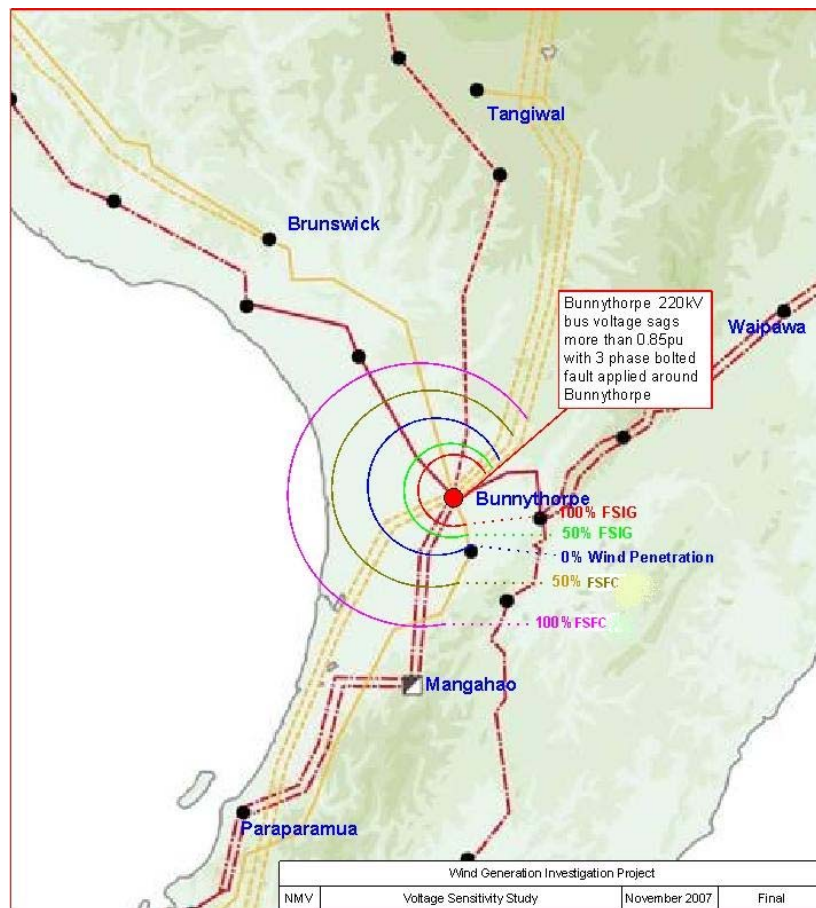 Tangiwal
Brunswick
Bunnythorpe 220kV
bus voltage sags
more than 0.85pu
with 3 phase bolted
fault applied around
Bunnythorpe
Waipawa
Bunnythorpe
100% FSIG
50% FSIG
0% Wind Penetration
50% FSFC
100% FSFC
Mangahao
Paraparamua
Wind Generation Investigation Project
NMV Voltage Sensitivity Study November 2007 Final